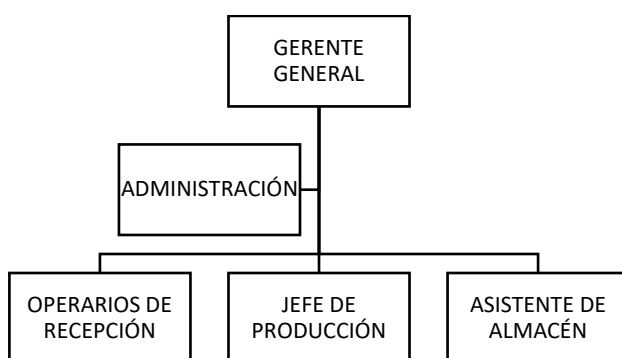 GERENTE
GENERAL
ADMINISTRACIÓN
OPERARIOS DE
RECEPCIÓN
JEFE DE
PRODUCCIÓN
ASISTENTE DE
ALMACÉN